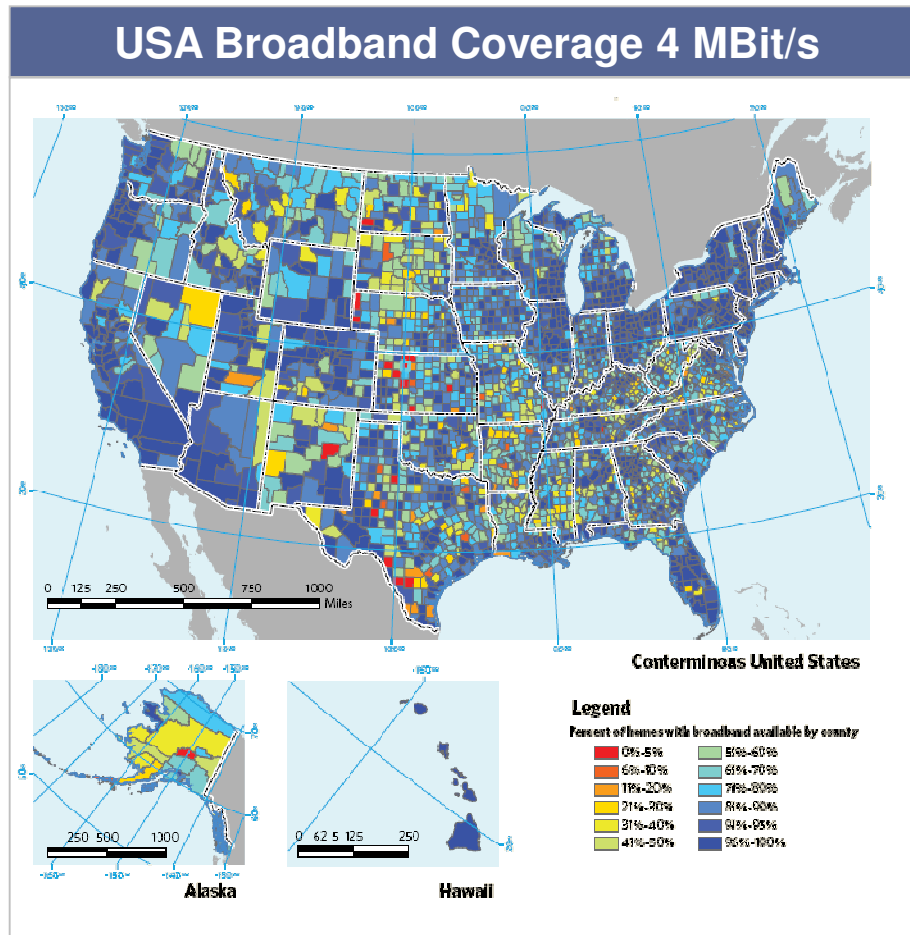 USA Broadband Coverage 4 MBit/s
0 125 250 500 750 1000
Miles
Conterminoas United States
Legend
Percent of homes with broadband available by county
0%-5%
6%-10%
11%-20%
21%-30%
31%-40%
41%-50%
51%-60%
61%-70%
71%-80%
81%-90%
91%-95%
96%-100%
250 500 1000
Alaska
0 62 5 125 250
Hawaii